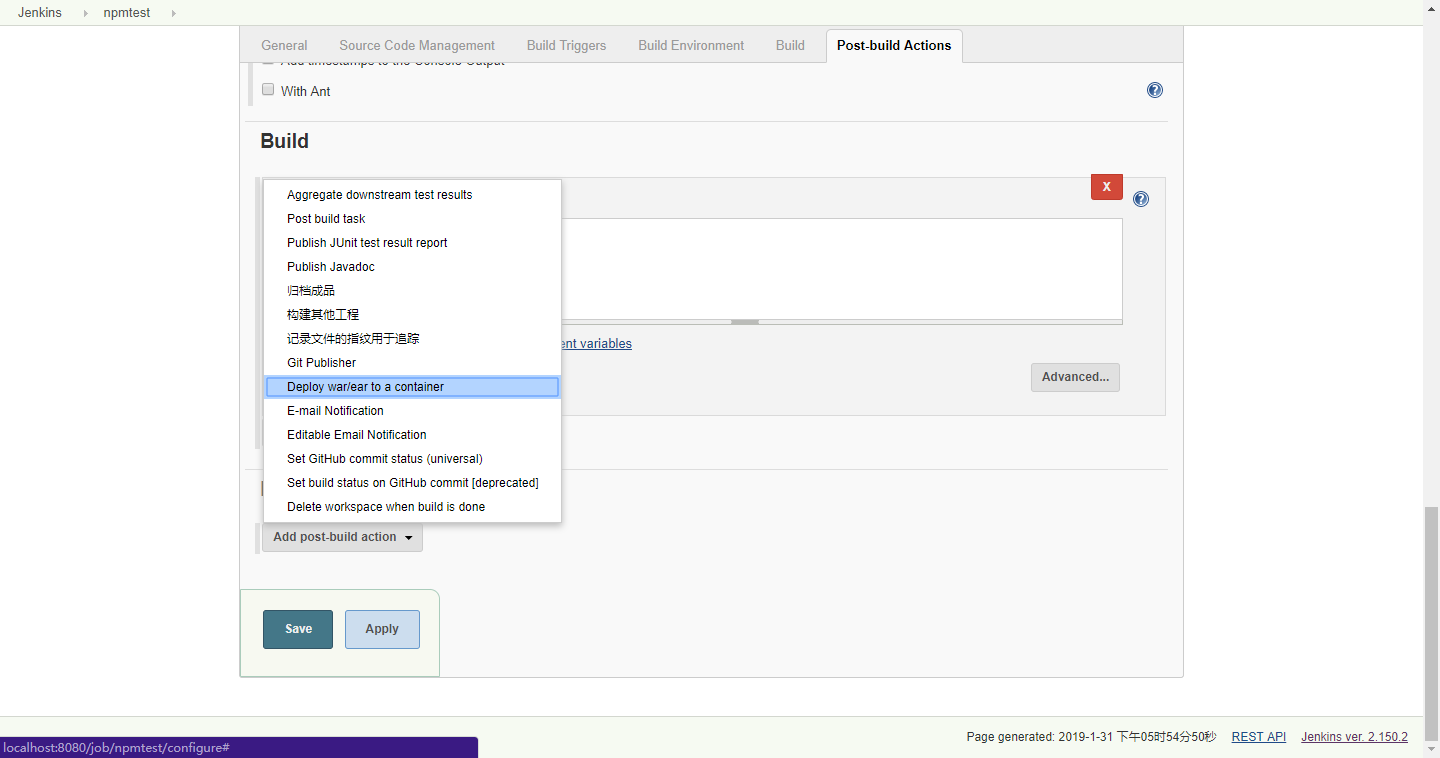 Jenkins npmtest
General Source Code Management Build Triggers Build Environment Build Post-build Actions
Add timestamps to the Console Output
With Ant
Build
X
Aggregate downstream test results
Post build task
Publish JUnit test result report
Publish Javadoc
归档成品
构建其他工程
记录文件的指纹用于追踪
ent variables
Git Publisher
Advanced...
Deploy war/ear to a container
E-mail Notification
Editable Email Notification
Set GitHub commit status (universal)
Set build status on GitHub commit [deprecated]
Delete workspace when build is done
Add post-build action
Save Apply
Page generated: 2019-1-31 下午05时54分50秒 REST API Jenkins ver. 2.150.2
localhost:8080/job/npmtest/configure#